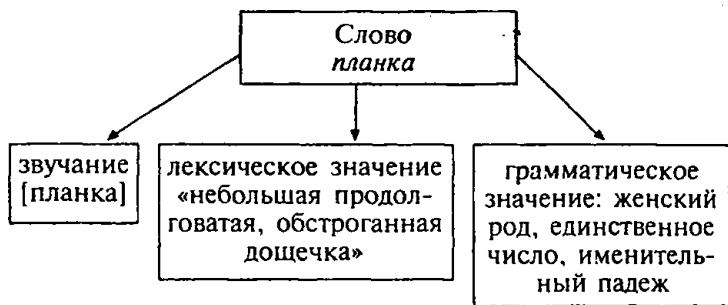 Слово
планка
звучание
[планка]
лексическое значение
«небольшая продол-
говатая, обстроганная
дощечка»
грамматическое
значение: женский
род, единственное
число, именитель-
ный падеж